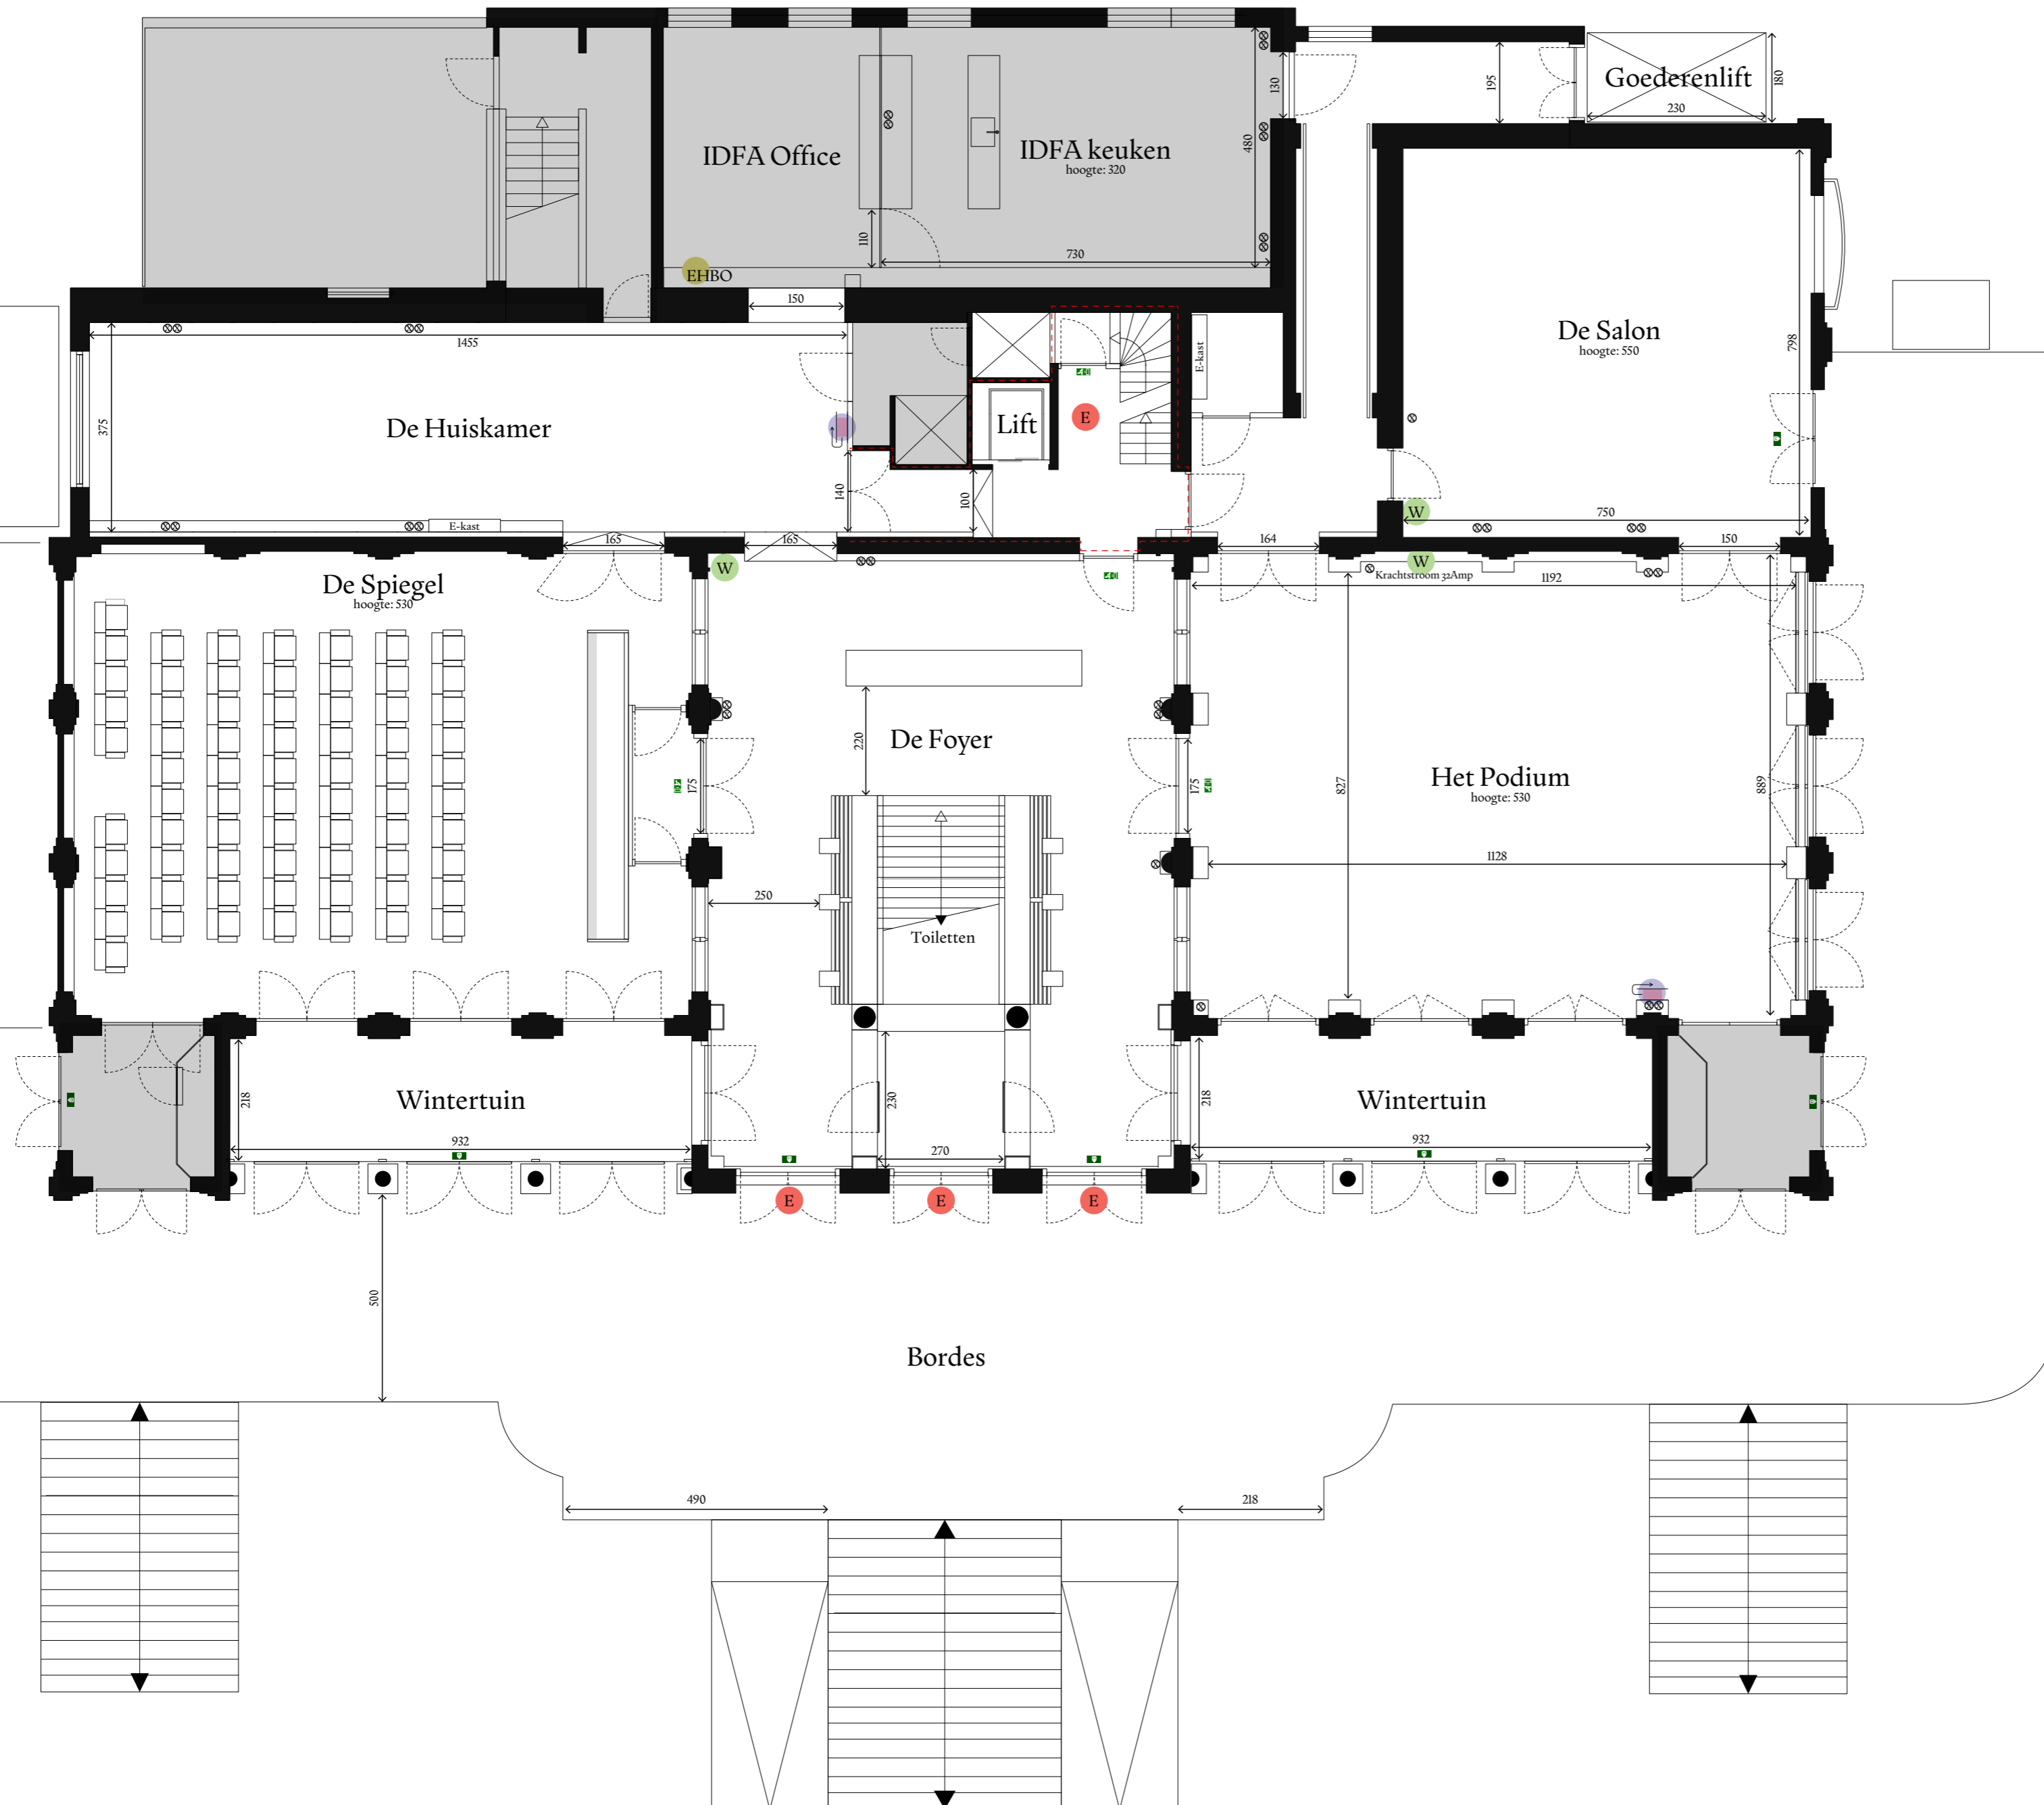 Goederenlift
195
180
230
130
480
IDFA Office
IDFA keuken
hoogte: 320
110
730
EHBO
150
1455
375
De Huiskamer
E-kast
Lift
E
E-kast
140
100
De Salon
hoogte: 550
798
W
750
165
165
164
150
W
W
Krachtstroom 32Amp
1192
De Spiegel
hoogte: 530
175
220
De Foyer
175
827
Het Podium
hoogte: 530
889
1128
250
Toiletten
218
Wintertuin
932
230
270
218
Wintertuin
932
E
E
E
500
Bordes
490
218